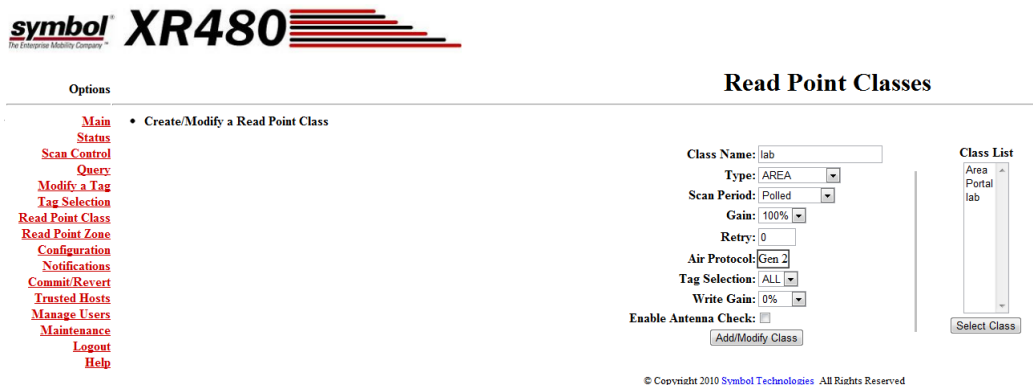 symbol® XR480
The Enterprise Mobility Company™
Options
Read Point Classes
Main
Status
Scan Control
Query
Modify a Tag
Tag Selection
Read Point Class
Read Point Zone
Configuration
Notifications
Commit/Revert
Trusted Hosts
Manage Users
Maintenance
Logout
Help
• Create/Modify a Read Point Class
Class Name: lab
Type: AREA
Scan Period: Polled
Gain: 100%
Retry: 0
Air Protocol: Gen 2
Tag Selection: ALL
Write Gain: 0%
Enable Antenna Check:
Add/Modify Class
Class List
Area
Portal
lab
Select Class
© Copyright 2010 Symbol Technologies All Rights Reserved